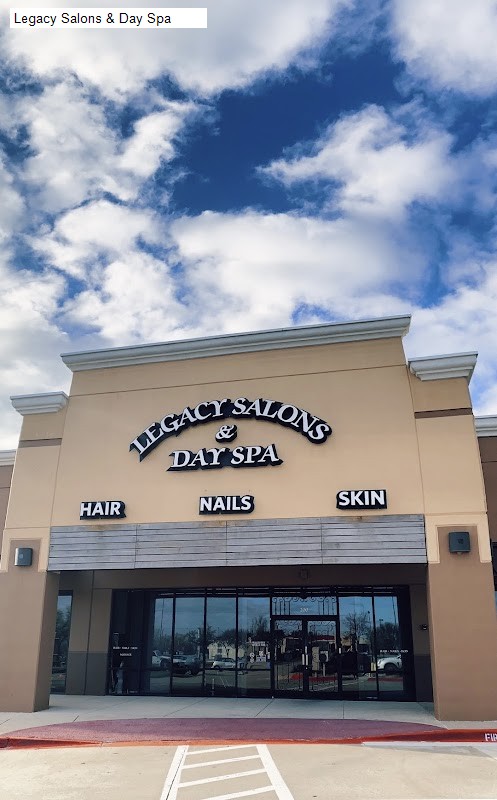 Legacy Salons & Day Spa
LEGACY SALONS
&
DAY SPA
HAIR NAILS SKIN